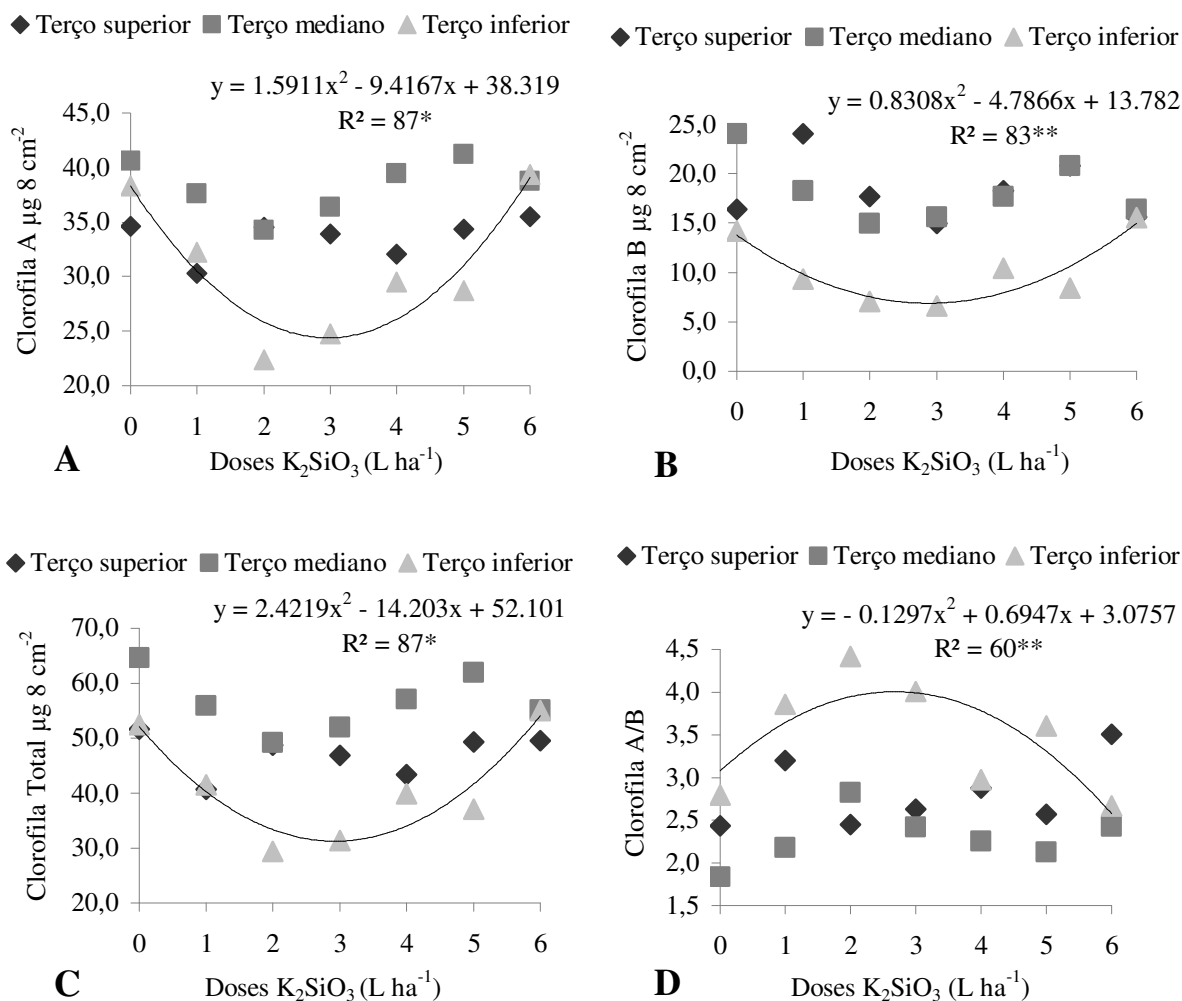 ◆ Terço superior ■ Terço mediano ▲ Terço inferior
y = 1.5911x² - 9.4167x + 38.319
R² = 87*
Clorofila A µg 8 cm⁻²
45,0
40,0
35,0
30,0
25,0
20,0
0 1 2 3 4 5 6
Doses K₂SiO₃ (L ha⁻¹)
A
◆ Terço superior ■ Terço mediano ▲ Terço inferior
y = 0.8308x² - 4.7866x + 13.782
R² = 83**
Clorofila B µg 8 cm⁻²
25,0
20,0
15,0
10,0
5,0
0,0
0 1 2 3 4 5 6
Doses K₂SiO₃ (L ha⁻¹)
B
◆ Terço superior ■ Terço mediano ▲ Terço inferior
y = 2.4219x² - 14.203x + 52.101
R² = 87*
Clorofila Total µg 8 cm⁻²
70,0
60,0
50,0
40,0
30,0
20,0
0 1 2 3 4 5 6
Doses K₂SiO₃ (L ha⁻¹)
C
◆ Terço superior ■ Terço mediano ▲ Terço inferior
y = - 0.1297x² + 0.6947x + 3.0757
R² = 60**
Clorofila A/B
4,5
4,0
3,5
3,0
2,5
2,0
1,5
0 1 2 3 4 5 6
Doses K₂SiO₃ (L ha⁻¹)
D